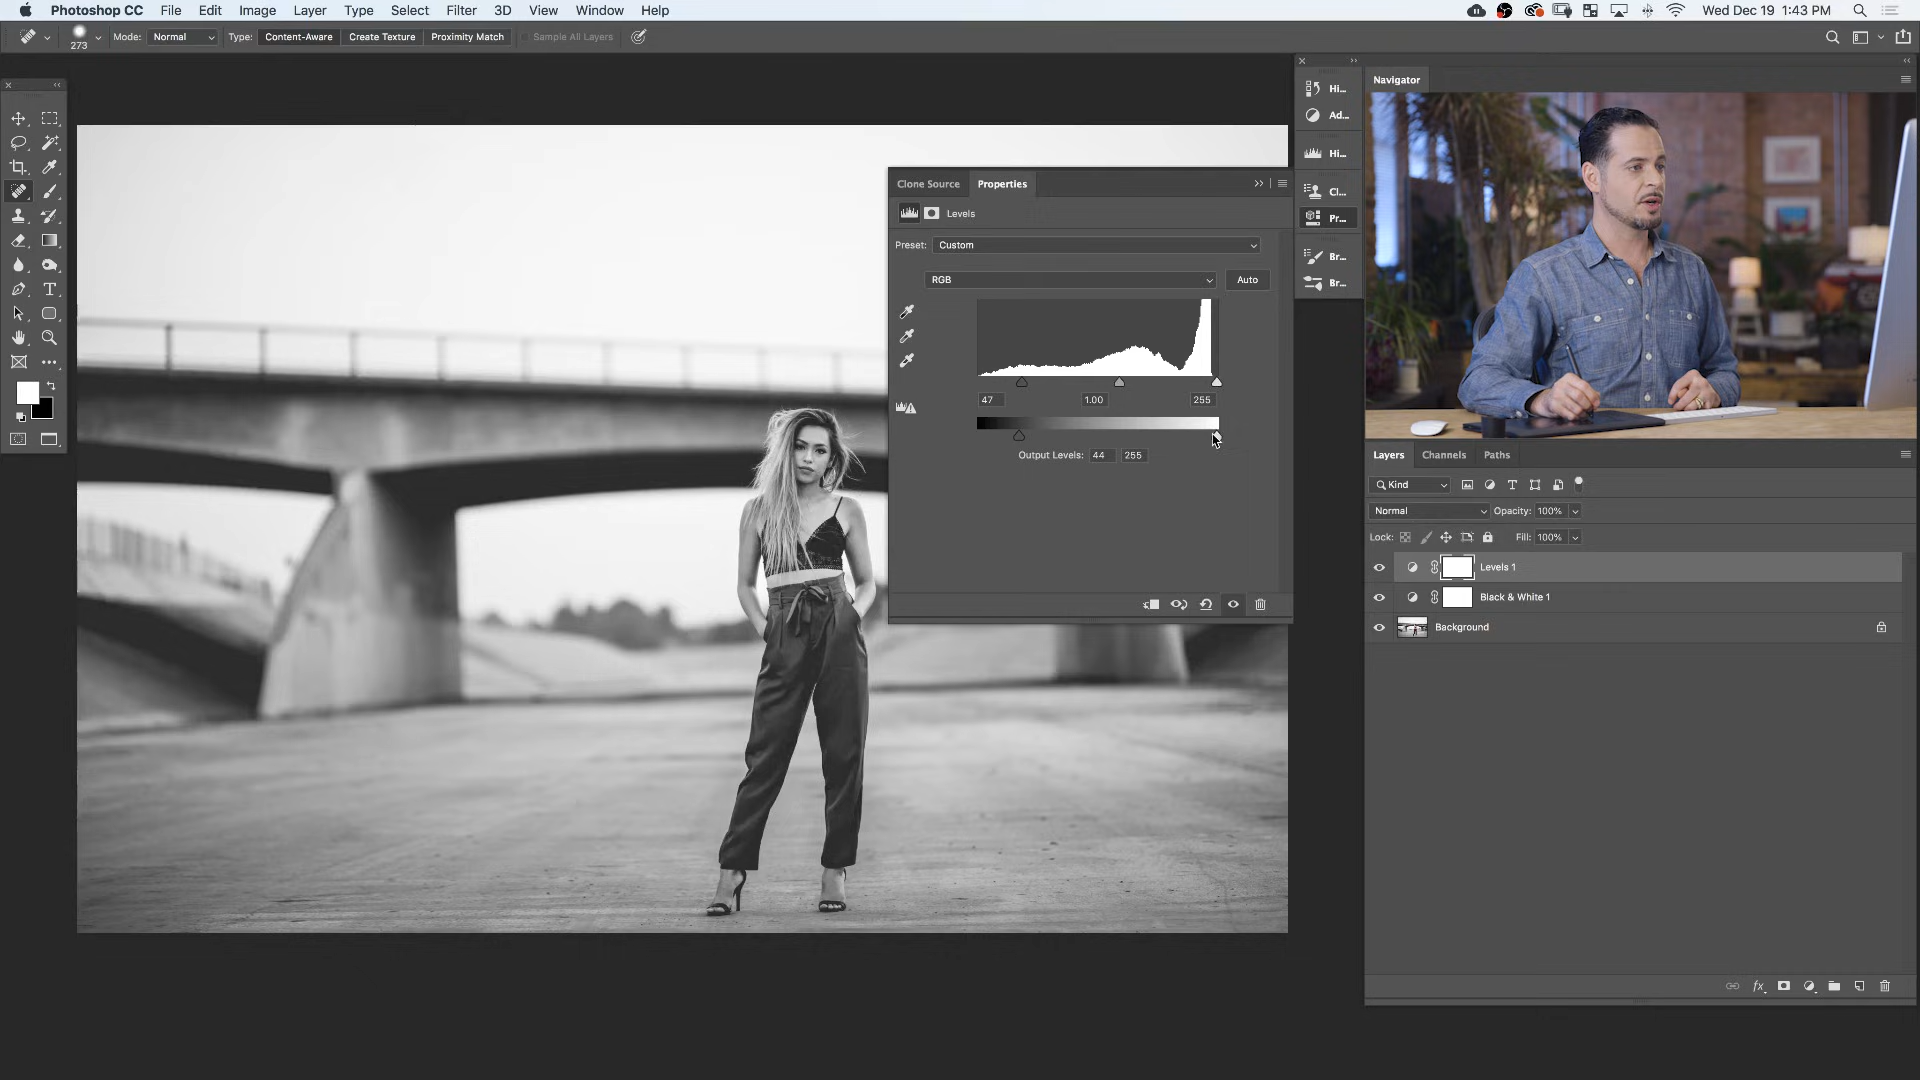 Photoshop CC File Edit Image Layer Type Select Filter 3D View Window Help Wed Dec 19 1:43 PM
273 Mode: Normal Type: Content-Aware Create Texture Proximity Match Sample All Layers
Hi...
Ad...
Hi...
Cl...
Pr...
Br...
Br...
Navigator
Clone Source Properties
Levels
Preset: Custom
RGB Auto
47 1.00 255
Output Levels: 44 255
Layers Channels Paths
Kind
Normal Opacity: 100%
Lock: Fill: 100%
Levels 1
Black & White 1
Background
fx